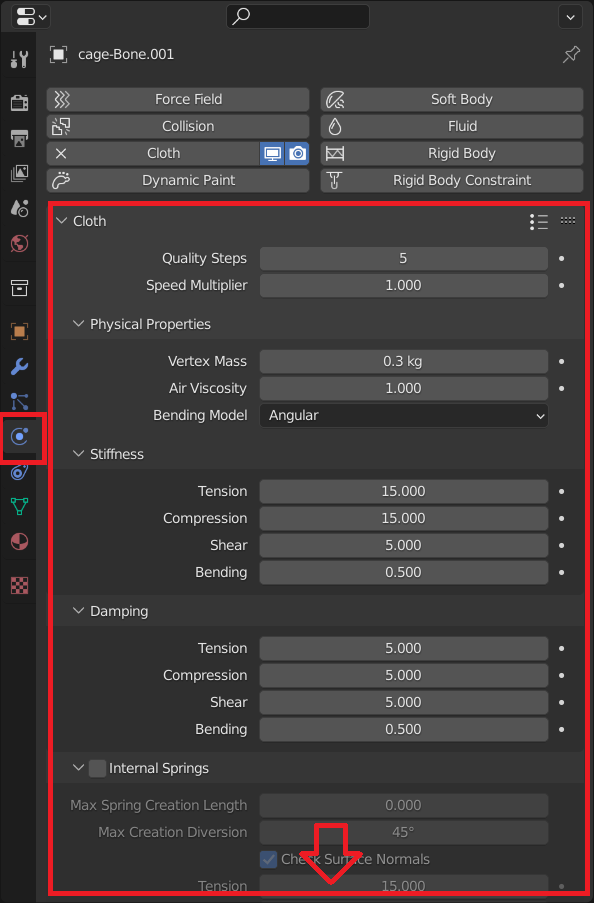 cage-Bone.001
Force Field
Soft Body
Collision
Fluid
Cloth
Rigid Body
Dynamic Paint
Rigid Body Constraint
Cloth
Quality Steps 5
Speed Multiplier 1.000
Physical Properties
Vertex Mass 0.3 kg
Air Viscosity 1.000
Bending Model Angular
Stiffness
Tension 15.000
Compression 15.000
Shear 5.000
Bending 0.500
Damping
Tension 5.000
Compression 5.000
Shear 5.000
Bending 0.500
Internal Springs
Max Spring Creation Length 0.000
Max Creation Diversion 45°
Check Surface Normals
Tension 15.000